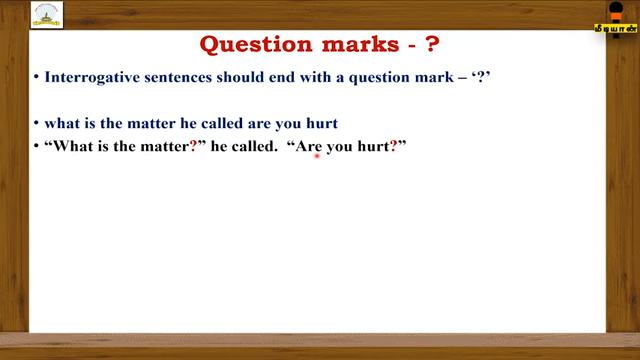 மீடியான்
Question marks - ?
• Interrogative sentences should end with a question mark – ‘?’
• what is the matter he called are you hurt
• “What is the matter?” he called.  “Are you hurt?”